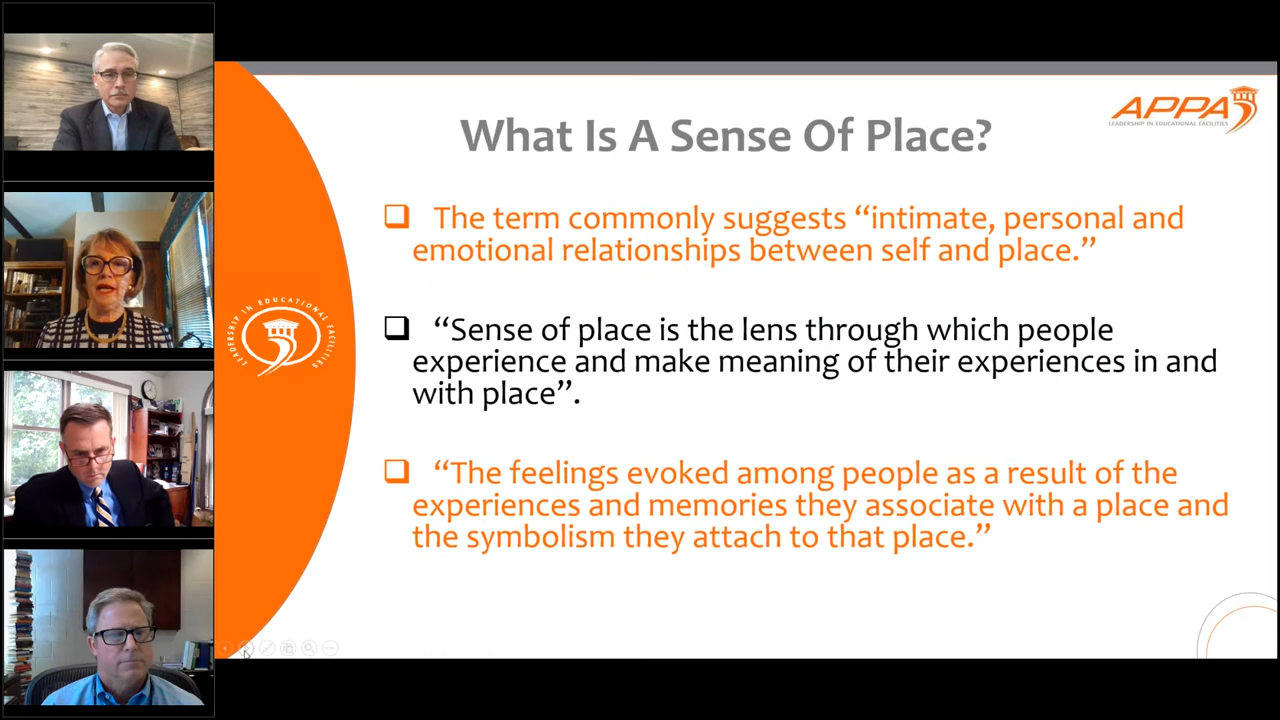 What Is A Sense Of Place?
APPA
LEADERSHIP IN EDUCATIONAL FACILITIES
The term commonly suggests “intimate, personal and
emotional relationships between self and place.”
LEADERSHIP IN EDUCATIONAL FACILITIES
“Sense of place is the lens through which people
experience and make meaning of their experiences in and
with place”.
“The feelings evoked among people as a result of the
experiences and memories they associate with a place and
the symbolism they attach to that place.”